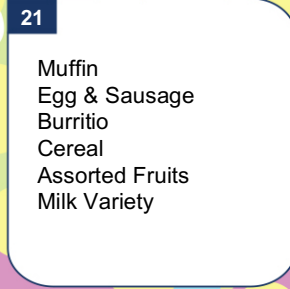 21
Muffin
Egg & Sausage
Burritio
Cereal
Assorted Fruits
Milk Variety